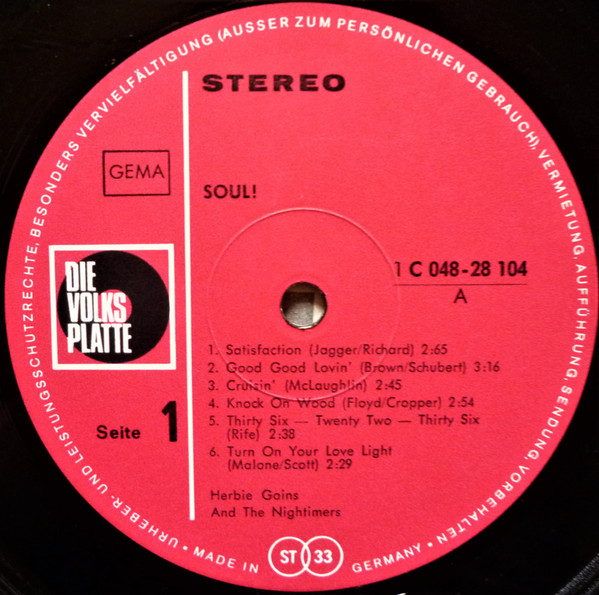 URHEBER- UND LEISTUNGSSCHUTZRECHTE, BESONDERS VERVIELFÄLTIGUNG (AUSSER ZUM PERSÖNLICHEN GEBRAUCH), VERMIETUNG, AUFFÜHRUNG, SENDUNG, VORBEHALTEN •
STEREO
GEMA
SOUL!
1 C 048-28 104
A
DIE
VOLKS
PLATTE
Seite 1
1. Satisfaction (Jagger/Richard) 2:65
2. Good Good Lovin' (Brown/Schubert) 3:16
3. Cruisin' (McLaughlin) 2:45
4. Knock On Wood (Floyd/Cropper) 2:54
5. Thirty Six — Twenty Two — Thirty Six
(Rife) 2:38
6. Turn On Your Love Light
(Malone/Scott) 2:29
Herbie Goins
And The Nightimers
• MADE IN ST 33 GERMANY •